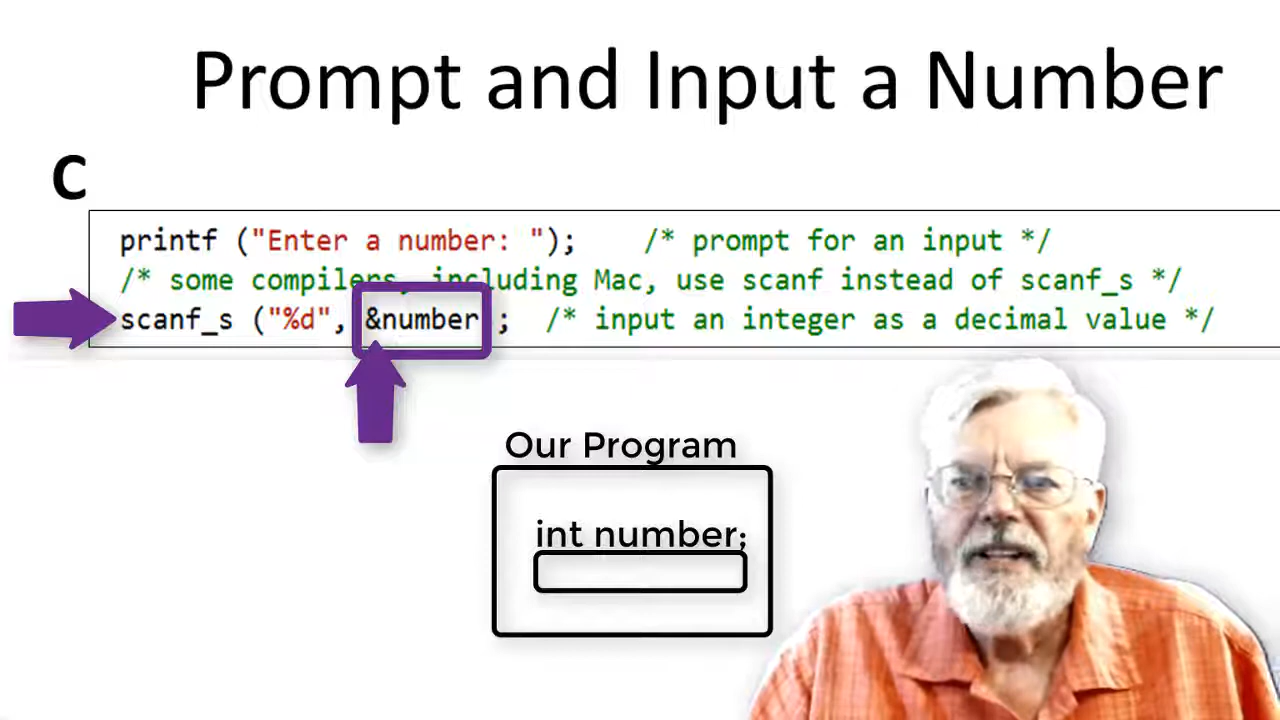 Prompt and Input a Number
C
printf ("Enter a number: ");    /* prompt for an input */
/* some compilers, including Mac, use scanf instead of scanf_s */
scanf_s ("%d", &number ;  /* input an integer as a decimal value */
Our Program
int number;